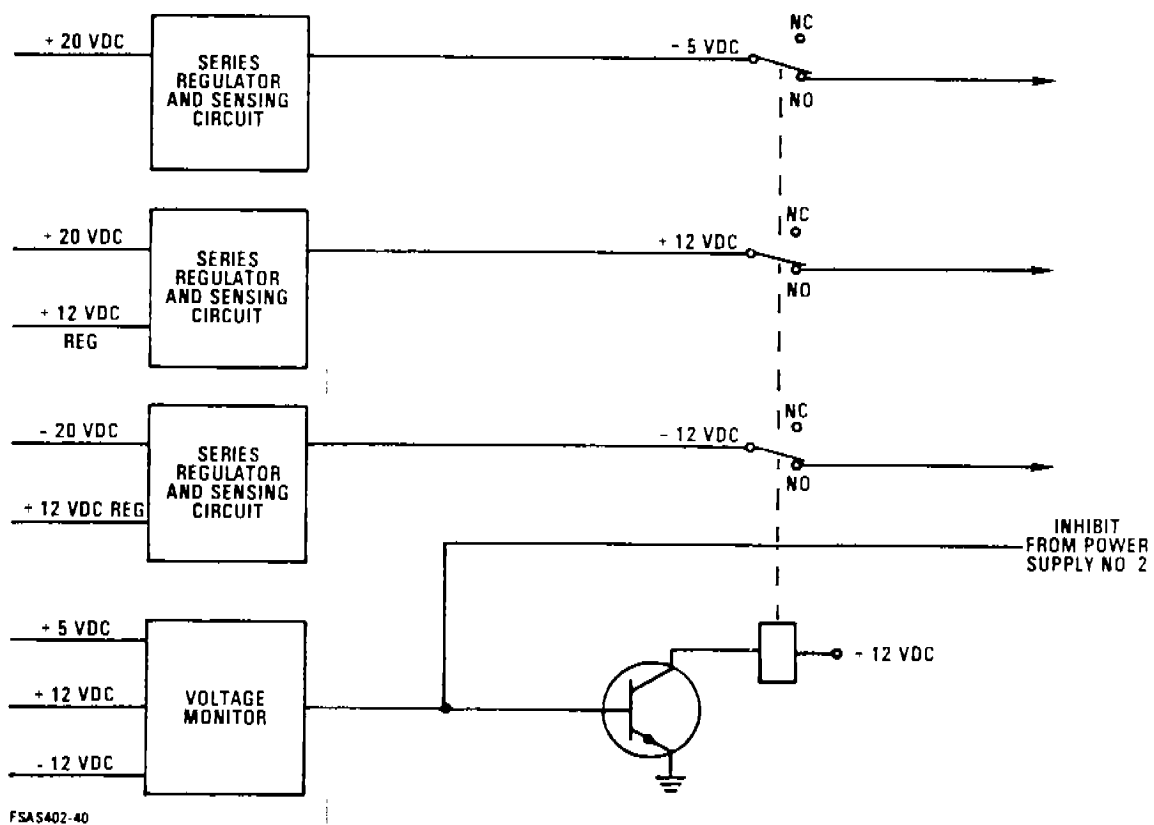 NC
+ 20 VDC
SERIES
REGULATOR
AND SENSING
CIRCUIT
- 5 VDC
NO
NC
+ 20 VDC
SERIES
REGULATOR
AND SENSING
CIRCUIT
+ 12 VDC
NO
+ 12 VDC
REG
NC
- 20 VDC
SERIES
REGULATOR
AND SENSING
CIRCUIT
- 12 VDC
NO
+ 12 VDC REG
INHIBIT
FROM POWER
SUPPLY NO 2
+ 5 VDC
+ 12 VDC
VOLTAGE
MONITOR
+ 12 VDC
- 12 VDC
FSAS402-40